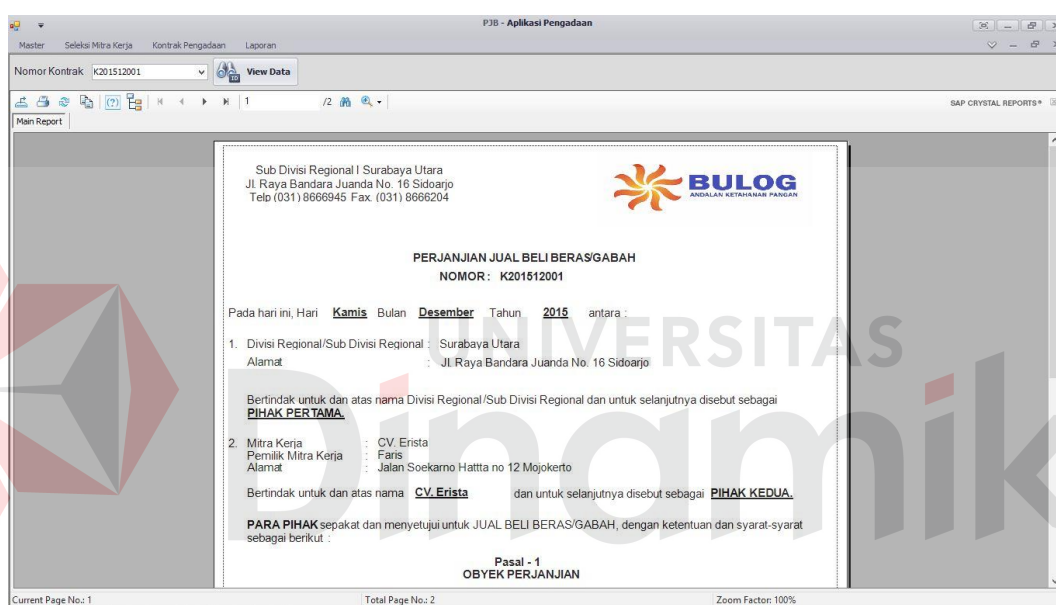 PJB - Aplikasi Pengadaan
Master Seleksi Mitra Kerja Kontrak Pengadaan Laporan
Nomor Kontrak K201512001 View Data
1 /2 SAP CRYSTAL REPORTS®
Main Report
Sub Divisi Regional I Surabaya Utara
Jl. Raya Bandara Juanda No. 16 Sidoarjo
Telp (031) 8666945 Fax. (031) 8666204
BULOG
ANDALAN KETAHANAN PANGAN
PERJANJIAN JUAL BELI BERAS/GABAH
NOMOR : K201512001
Pada hari ini, Hari Kamis Bulan Desember Tahun 2015 antara :
1. Divisi Regional/Sub Divisi Regional : Surabaya Utara
Alamat : Jl. Raya Bandara Juanda No. 16 Sidoarjo
Bertindak untuk dan atas nama Divisi Regional/Sub Divisi Regional dan untuk selanjutnya disebut sebagai
PIHAK PERTAMA.
2. Mitra Kerja : CV. Erista
Pemilik Mitra Kerja : Faris
Alamat : Jalan Soekarno Hattta no 12 Mojokerto
Bertindak untuk dan atas nama CV. Erista dan untuk selanjutnya disebut sebagai PIHAK KEDUA.
PARA PIHAK sepakat dan menyetujui untuk JUAL BELI BERAS/GABAH, dengan ketentuan dan syarat-syarat
sebagai berikut :
Pasal - 1
OBYEK PERJANJIAN
Current Page No.: 1 Total Page No.: 2 Zoom Factor: 100%
UNIVERSITAS
Dinamika